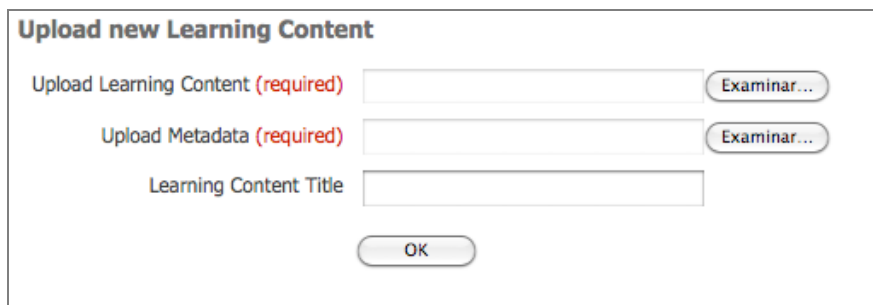 Upload new Learning Content
Upload Learning Content (required) Examinar...
Upload Metadata (required) Examinar...
Learning Content Title
OK